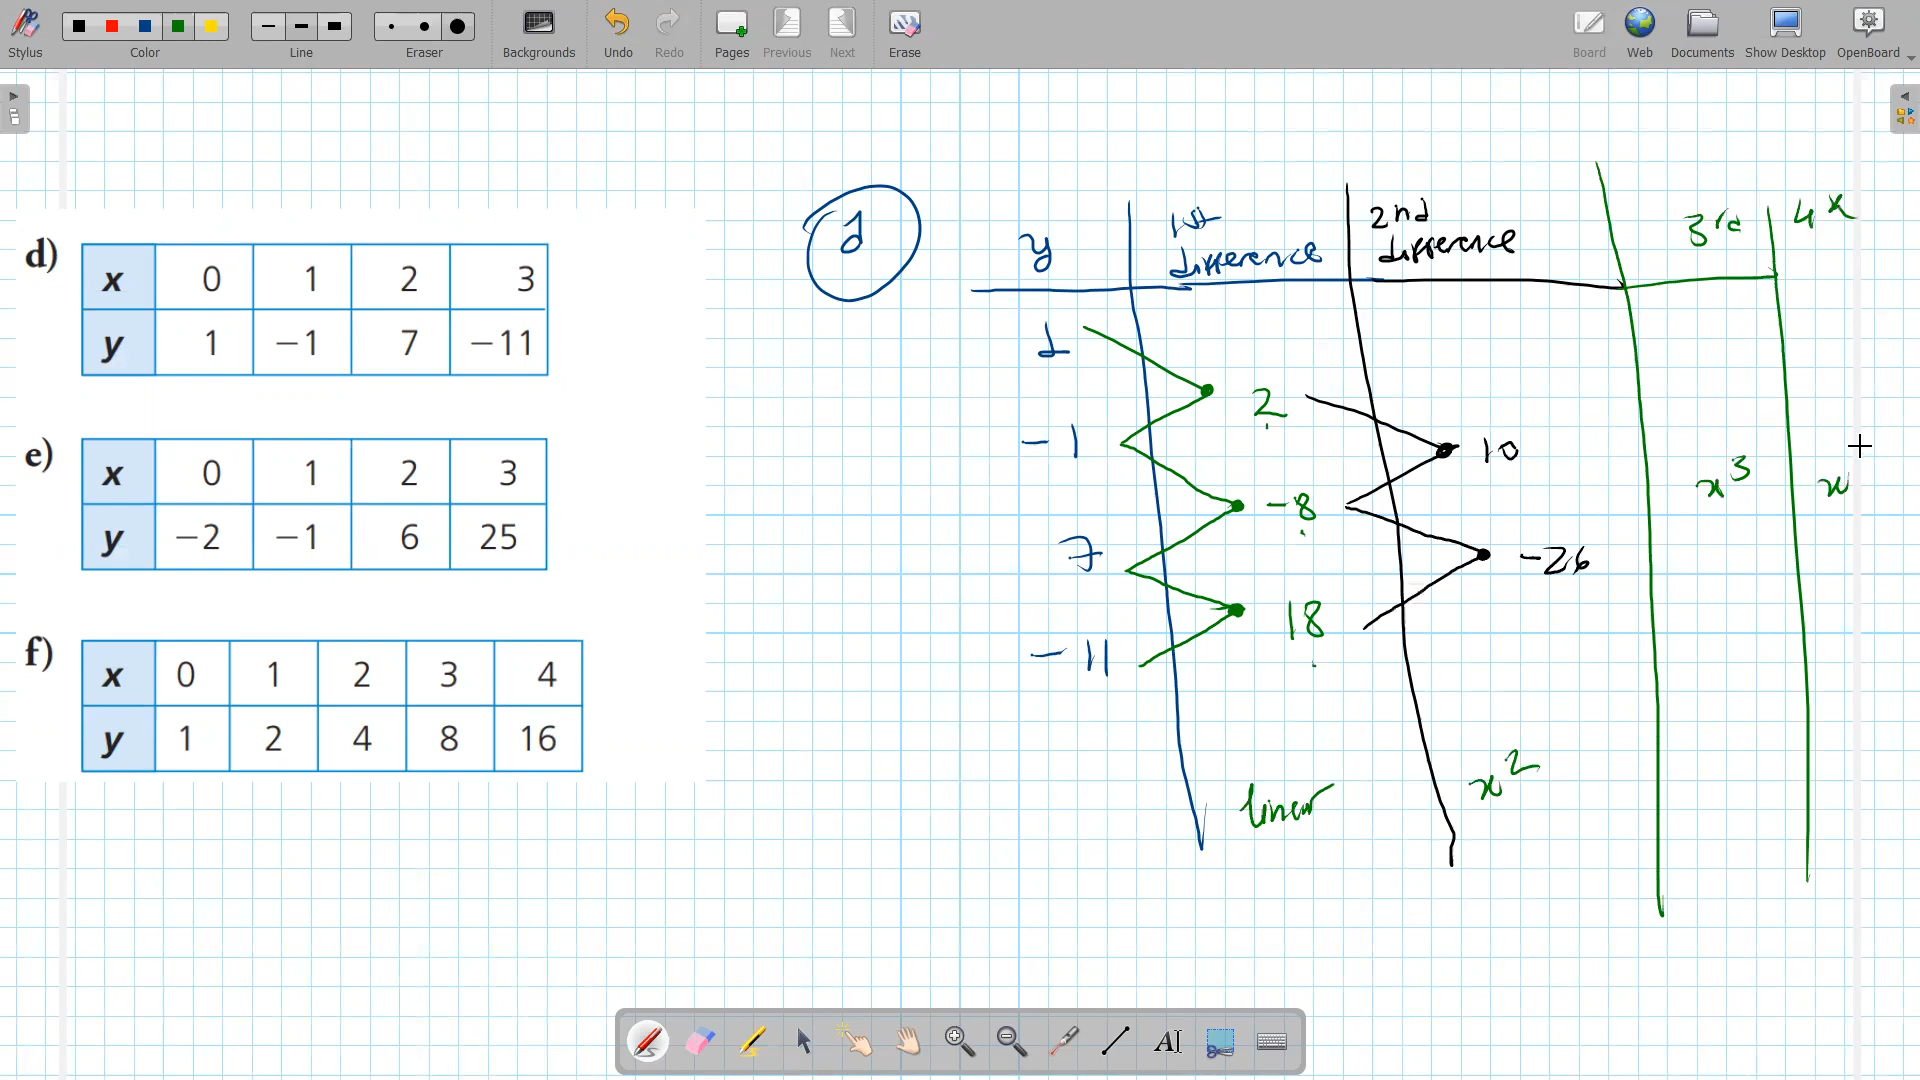 Stylus Color Line Eraser Backgrounds Undo Redo Pages Previous Next Erase Board Web Documents Show Desktop OpenBoard
d)
x 0 1 2 3
y 1 −1 7 −11
e)
x 0 1 2 3
y −2 −1 6 25
f)
x 0 1 2 3 4
y 1 2 4 8 16
d
y 1st difference 2nd difference 3rd
1
2
-1 10
-8 x³ x
7 -26
18
-11
linear x²